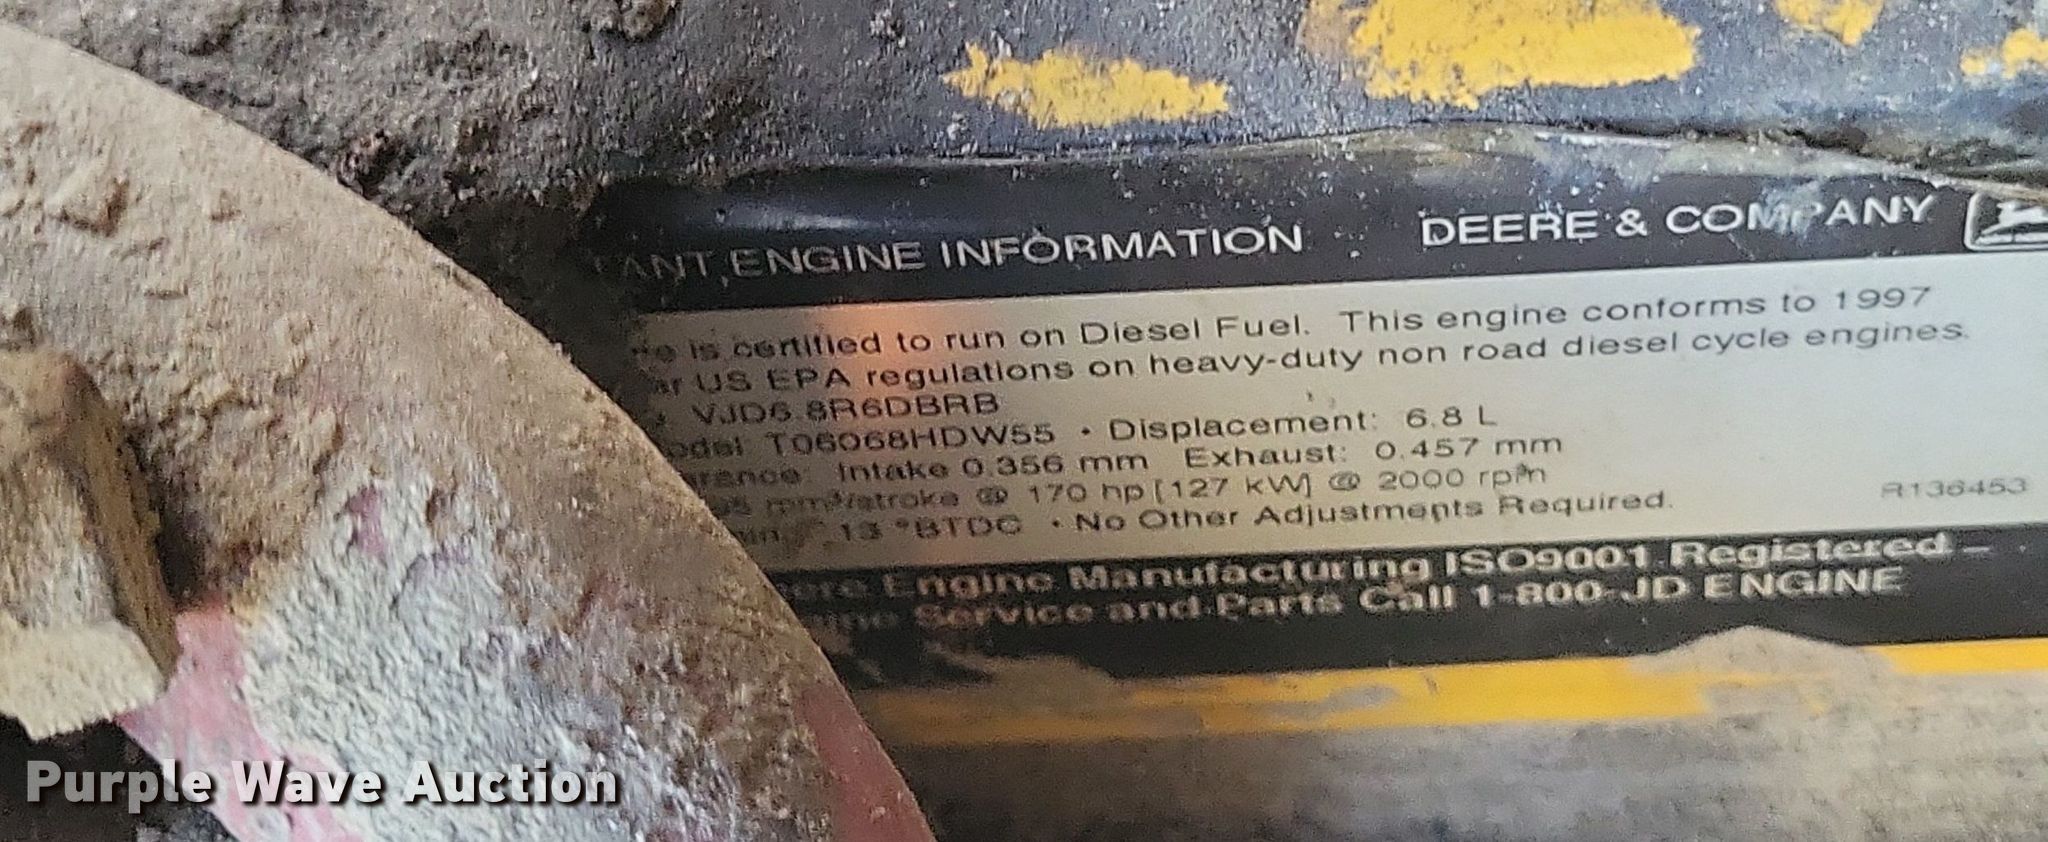 ENGINE INFORMATION DEERE & COMPANY
is certified to run on Diesel Fuel. This engine conforms to 1997
US EPA regulations on heavy-duty non road diesel cycle engines.
VJD6.8R6DBRB
T06068HDW55 • Displacement: 6.8 L
Intake 0.356 mm Exhaust: 0.457 mm
mm³/stroke @ 170 hp [127 kW] @ 2000 rpm
13 °BTDC • No Other Adjustments Required.
R136453
Engine Manufacturing ISO9001 Registered –
Service and Parts Call 1-800-JD ENGINE
Purple Wave Auction